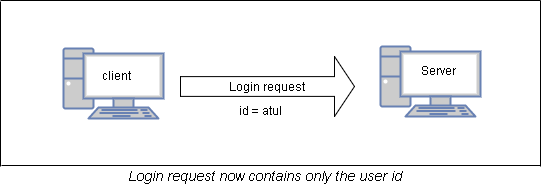 client
Login request
id = atul
Server
Login request now contains only the user id